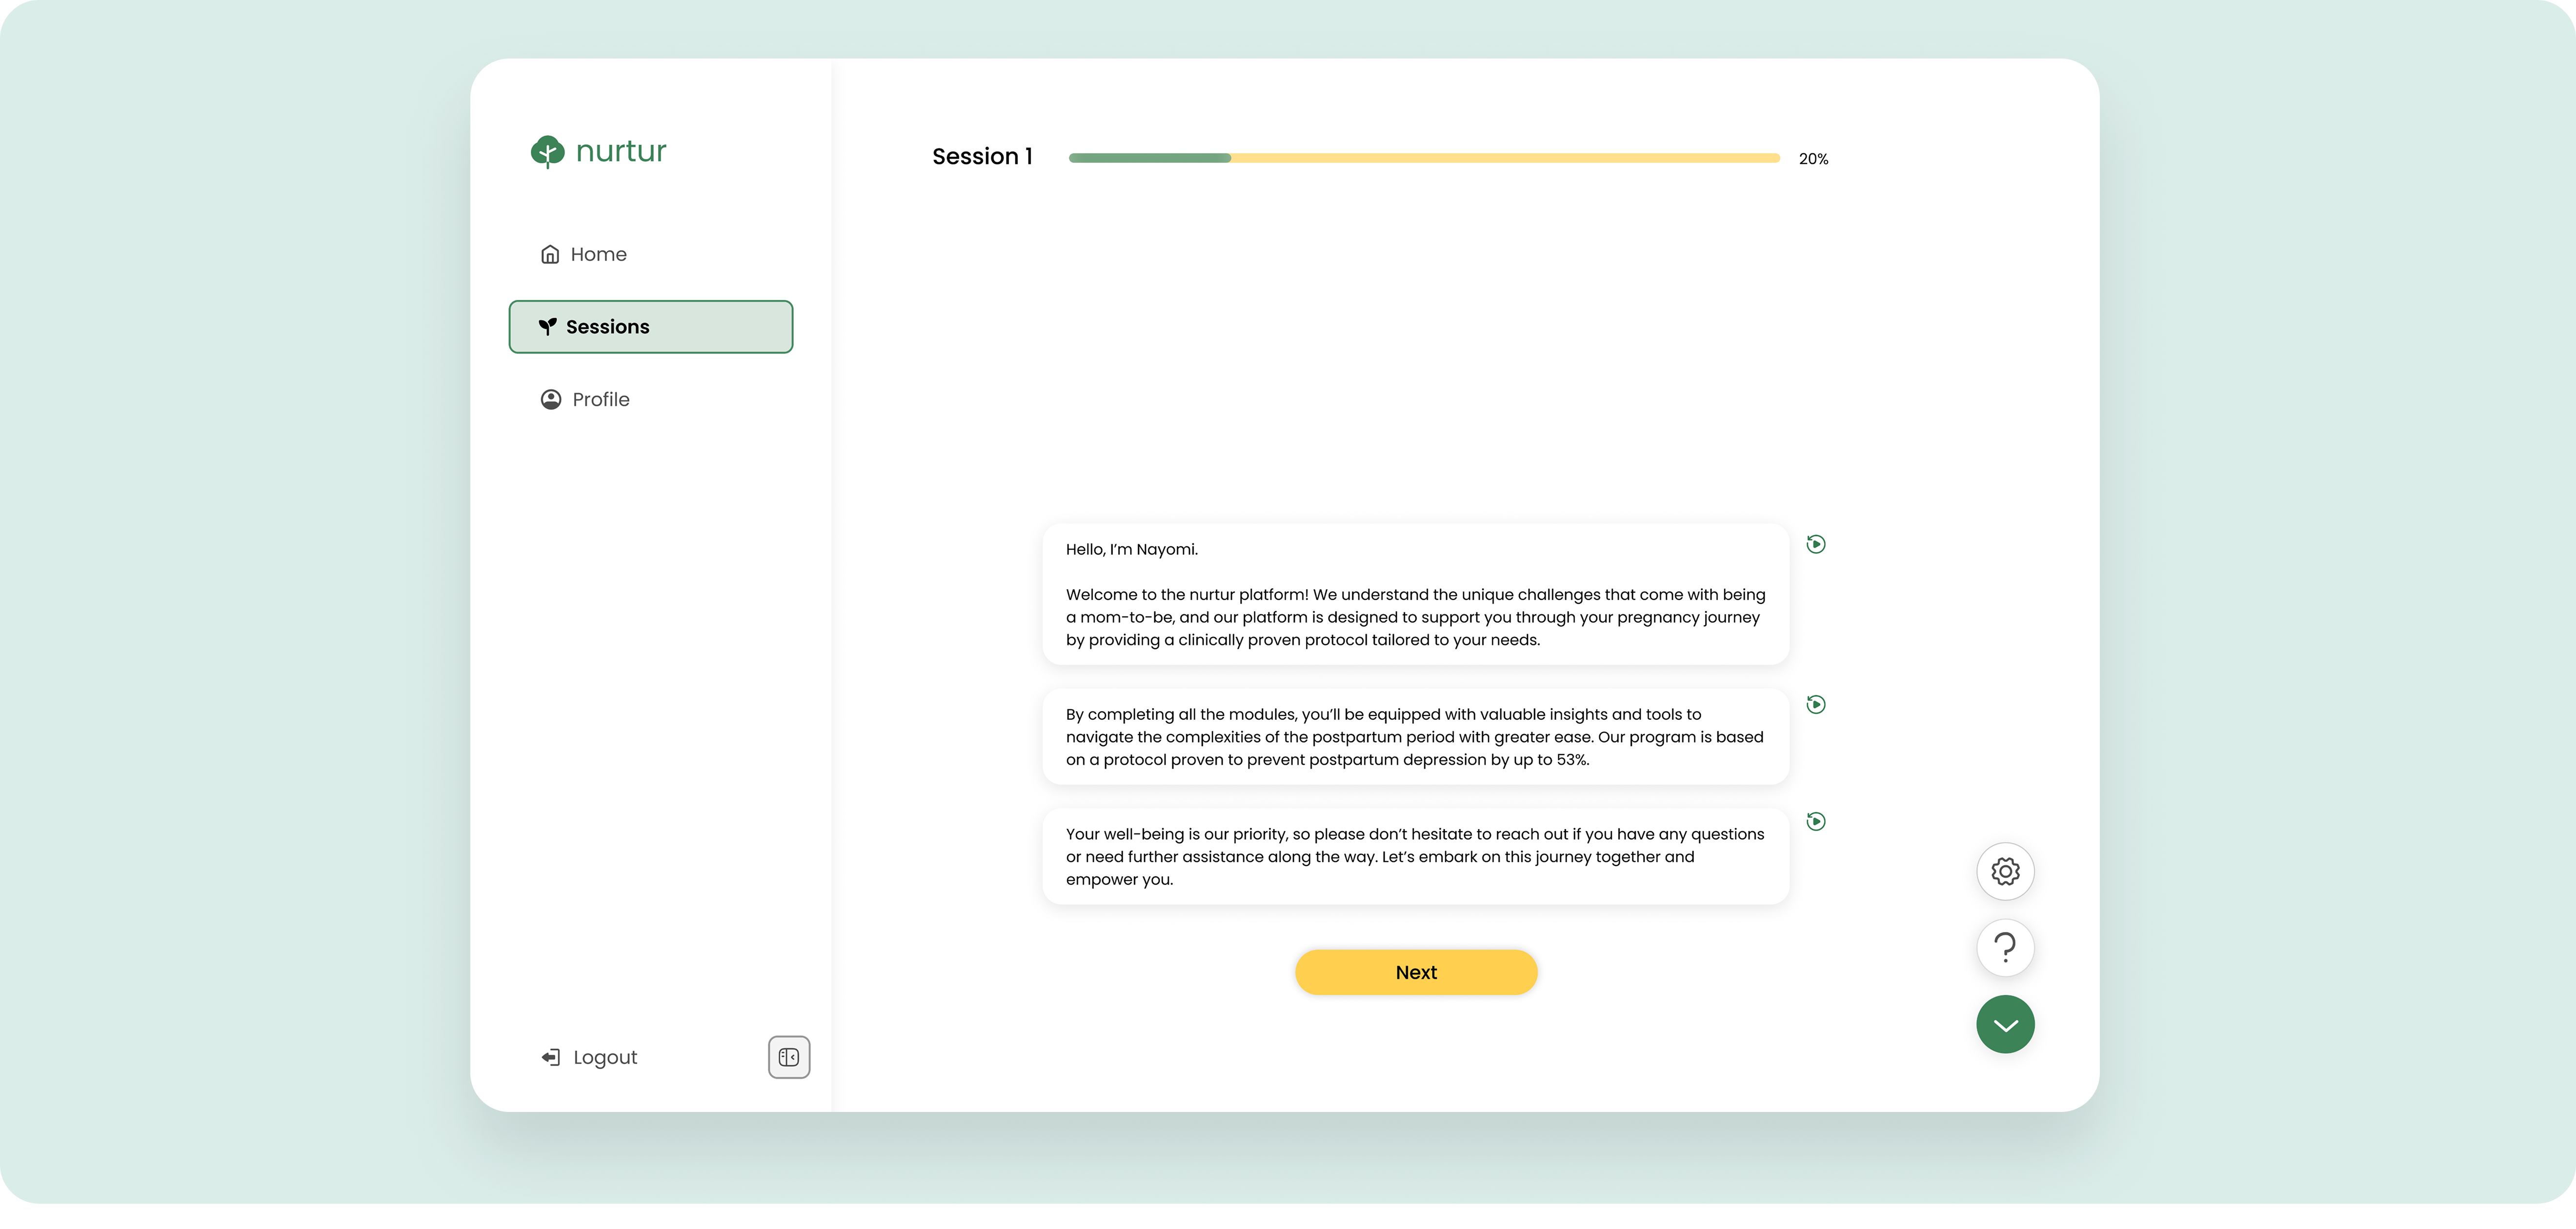 nurtur
Home
Sessions
Profile
Logout
Session 1
20%
Hello, I’m Nayomi.
Welcome to the nurtur platform! We understand the unique challenges that come with being
a mom-to-be, and our platform is designed to support you through your pregnancy journey
by providing a clinically proven protocol tailored to your needs.
By completing all the modules, you’ll be equipped with valuable insights and tools to
navigate the complexities of the postpartum period with greater ease. Our program is based
on a protocol proven to prevent postpartum depression by up to 53%.
Your well-being is our priority, so please don’t hesitate to reach out if you have any questions
or need further assistance along the way. Let’s embark on this journey together and
empower you.
Next
?